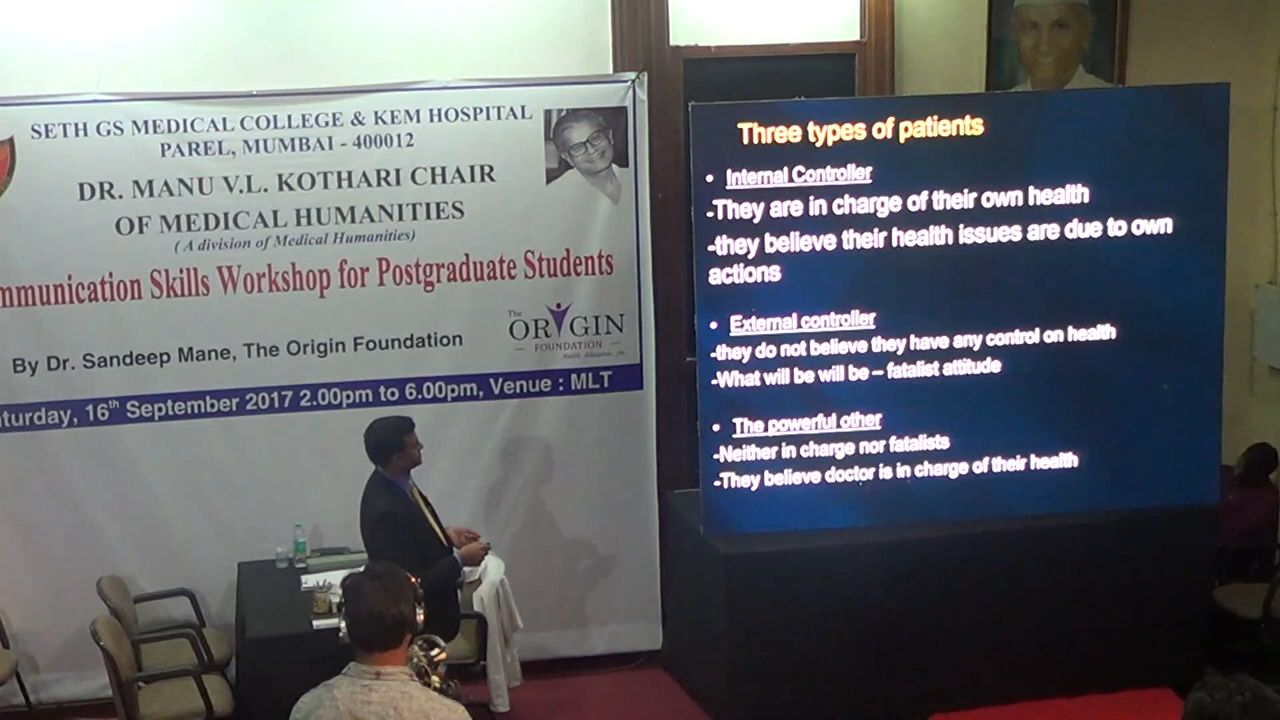 SETH GS MEDICAL COLLEGE & KEM HOSPITAL
PAREL, MUMBAI - 400012
DR. MANU V.L. KOTHARI CHAIR
OF MEDICAL HUMANITIES
( A division of Medical Humanities)
mmunication Skills Workshop for Postgraduate Students
By Dr. Sandeep Mane, The Origin Foundation
The
ORIGIN
FOUNDATION
turday, 16th September 2017 2.00pm to 6.00pm, Venue : MLT
Three types of patients
• Internal Controller
-They are in charge of their own health
-they believe their health issues are due to own
actions
• External controller
-they do not believe they have any control on health
-What will be will be – fatalist attitude
• The powerful other
-Neither in charge nor fatalists
-They believe doctor is in charge of their health